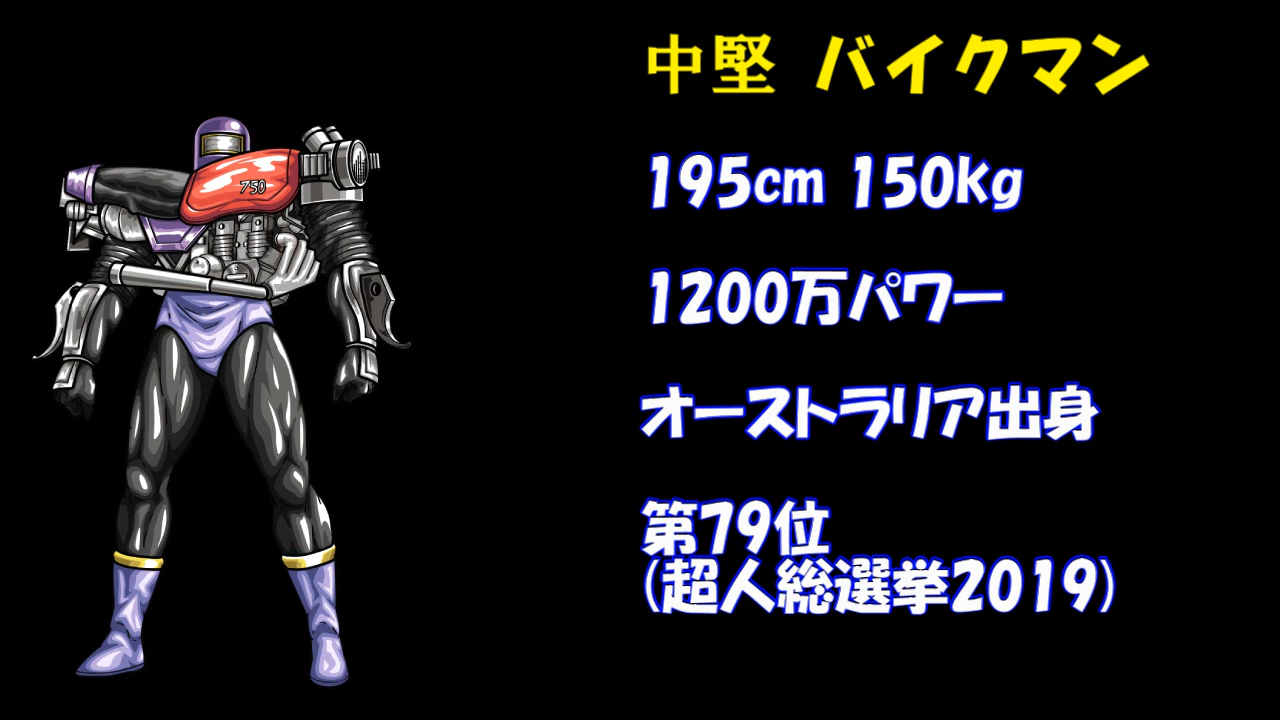 中堅 バイクマン
195cm 150kg
1200万パワー
オーストラリア出身
第79位
(超人総選挙2019)
750